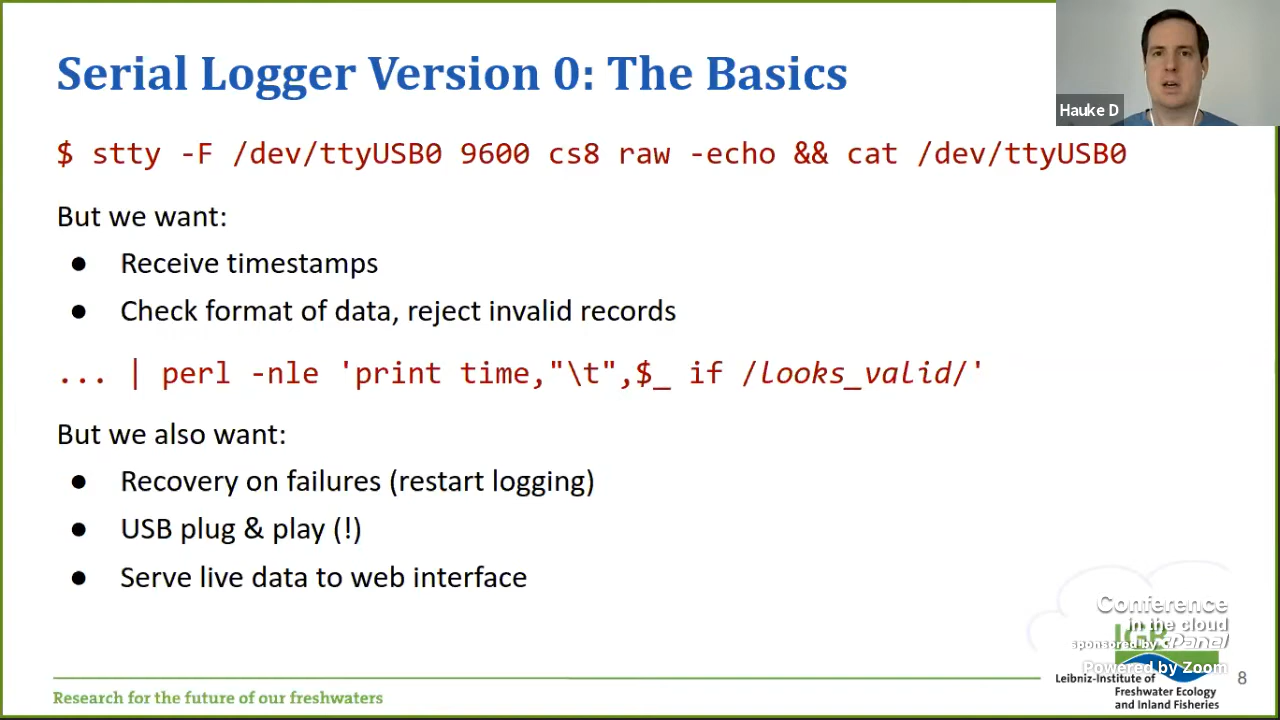 Serial Logger Version 0: The Basics
Hauke D
$ stty -F /dev/ttyUSB0 9600 cs8 raw -echo && cat /dev/ttyUSB0
But we want:
● Receive timestamps
● Check format of data, reject invalid records
... | perl -nle 'print time,"\t",$_ if /looks_valid/'
But we also want:
● Recovery on failures (restart logging)
● USB plug & play (!)
● Serve live data to web interface
Conference
in the cloud
sponsored by cPanel
Powered by Zoom
IGB
Leibniz-Institute of
Freshwater Ecology
and Inland Fisheries
8
Research for the future of our freshwaters